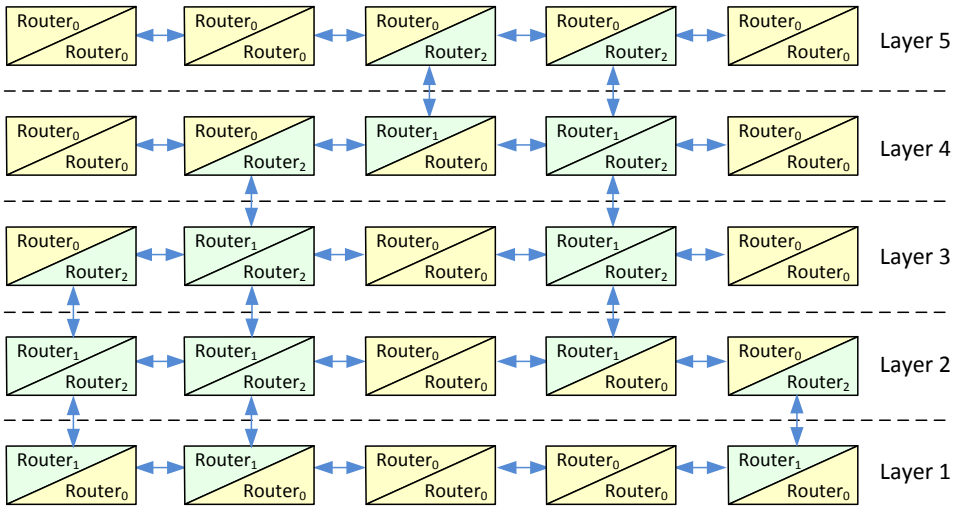 Router₀ Router₀ Router₀ Router₀ Router₀
Router₀ Router₀ Router₂ Router₂ Router₀
Layer 5
Router₀ Router₀ Router₁ Router₁ Router₀
Router₀ Router₂ Router₀ Router₂ Router₀
Layer 4
Router₀ Router₁ Router₀ Router₁ Router₀
Router₂ Router₂ Router₀ Router₂ Router₀
Layer 3
Router₁ Router₁ Router₀ Router₁ Router₀
Router₂ Router₂ Router₀ Router₀ Router₂
Layer 2
Router₁ Router₁ Router₀ Router₀ Router₁
Router₀ Router₀ Router₀ Router₀ Router₀
Layer 1